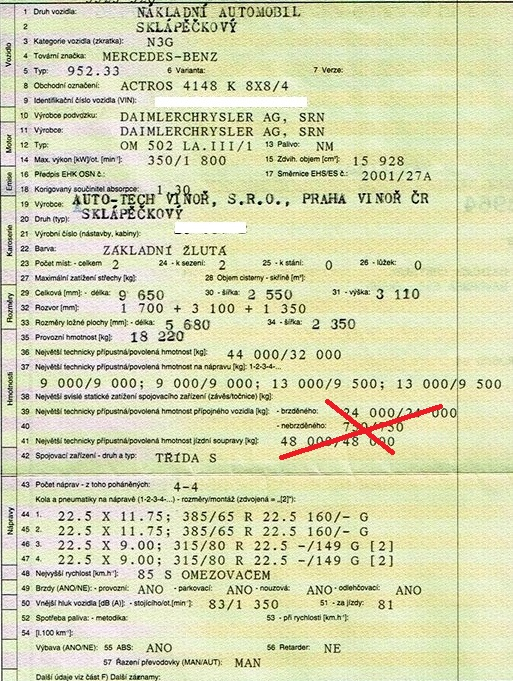 1 Druh vozidla: NÁKLADNÍ AUTOMOBIL
2 SKLÁPĚČKOVÝ
3 Kategorie vozidla (zkratka): N3G
4 Tovární značka: MERCEDES-BENZ
5 Typ: 952.33 6 Varianta: 7 Verze:
8 Obchodní označení: ACTROS 4148 K 8X8/4
9 Identifikační číslo vozidla (VIN):
10 Výrobce podvozku: DAIMLERCHRYSLER AG, SRN
11 Výrobce: DAIMLERCHRYSLER AG, SRN
12 Typ: OM 502 LA.III/1 13 Palivo: NM
14 Max. výkon [kW]/ot. [min⁻¹]: 350/1 800 15 Zdvih. objem [cm³]: 15 928
16 Předpis EHK OSN č. 17 Směrnice EHS/ES č.: 2001/27A
18 Korigovaný součinitel absorpce: 1.30
19 Výrobce: AUTO-TECH VINOŘ, S.R.O., PRAHA VINOŘ ČR
20 Druh (typ): SKLÁPĚČKOVÝ
21 Výrobní číslo (nástavby, kabiny):
22 Barva: ZÁKLADNÍ ŽLUTÁ
23 Počet míst: - celkem 2 24 - k sezení: 2 25 - k stání: 0 26 - lůžek: 0
27 Maximální zatížení střechy [kg]: 28 Objem cisterny - skříně [m³]:
29 Celková [mm]: - délka: 9 650 30 - šířka: 2 550 31 - výška: 3 110
32 Rozvor [mm]: 1 700 + 3 100 + 1 350
33 Rozměry ložné plochy [mm]: - délka: 5 680 34 - šířka: 2 350
35 Provozní hmotnost [kg]: 18 220
36 Největší technicky přípustná/povolená hmotnost [kg]: 44 000/32 000
37 Největší technicky přípustná/povolená hmotnost na nápravu [kg]: 1-2-3-4-...
9 000/9 000; 9 000/9 000; 13 000/9 500; 13 000/9 500
38 Největší svislé statické zatížení spojovacího zařízení (závěs/točnice) [kg]:
39 Největší technicky přípustná/povolená hmotnost přípojného vozidla [kg]: - brzděného: 24 000/24 000
40 - nebrzděného: 750/750
41 Největší technicky přípustná/povolená hmotnost jízdní soupravy [kg]: 48 000/48 000
42 Spojovací zařízení - druh a typ: TŘÍDA S
43 Počet náprav - z toho poháněných: 4-4
Kola a pneumatiky na nápravě (1-2-3-4-...) - rozměry/montáž (zdvojená = „[2]"):
44 1. 22.5 X 11.75; 385/65 R 22.5 160/- G
45 2. 22.5 X 11.75; 385/65 R 22.5 160/- G
46 3. 22.5 X 9.00; 315/80 R 22.5 -/149 G [2]
47 4. 22.5 X 9.00; 315/80 R 22.5 -/149 G [2]
48 Nejvyšší rychlost [km.h⁻¹]: 85 S OMEZOVAČEM
49 Brzdy (ANO/NE): - provozní: ANO - parkovací: ANO - nouzová: ANO - odlehčovací: ANO
50 Vnější hluk vozidla [dB (A)]: - stojícího/ot.[min⁻¹]: 83/1 350 51 - za jízdy: 81
52 Spotřeba paliva: - metodika: 53 - při rychlosti [km.h⁻¹]:
54 [l.100 km⁻¹]:
Výbava (ANO/NE): 55 ABS: ANO 56 Retarder: NE
57 Řazení převodovky (MAN/AUT): MAN
Další údaje viz část F) Další záznamy:
Vozidlo
Motor
Emise
Karoserie
Rozměry
Hmotnosti
Nápravy